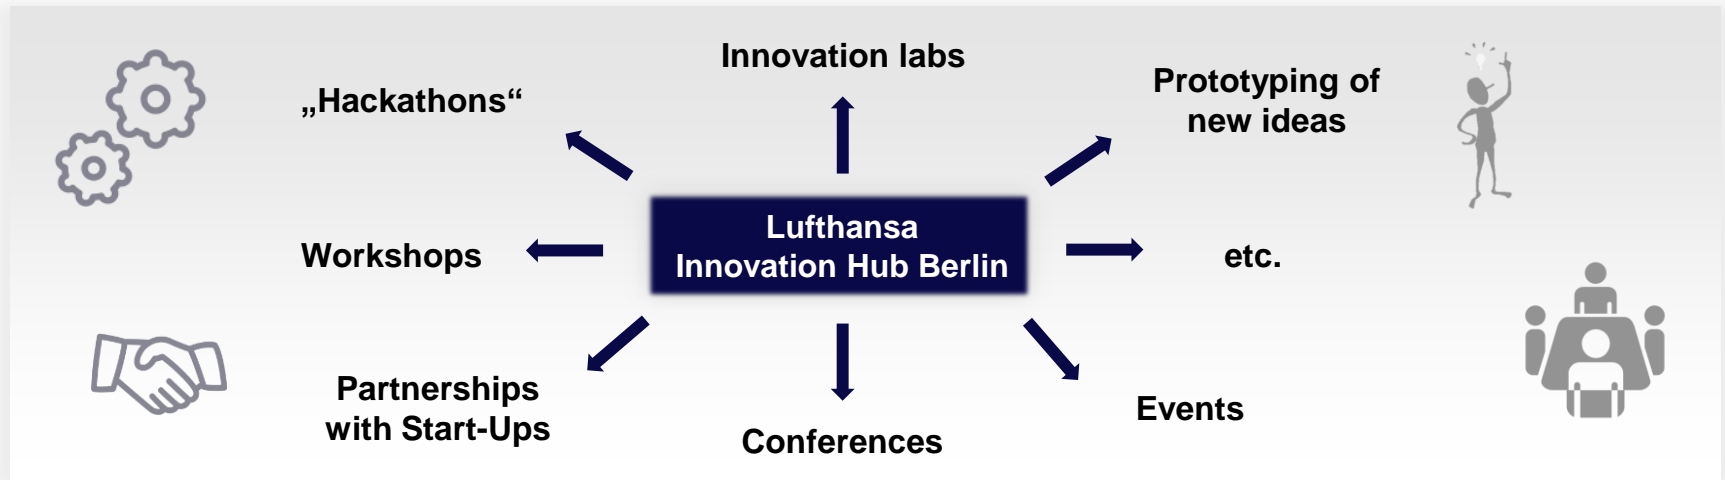 Innovation labs
„Hackathons“
Prototyping of
new ideas
Lufthansa
Innovation Hub Berlin
Workshops
etc.
Partnerships
with Start-Ups
Conferences
Events